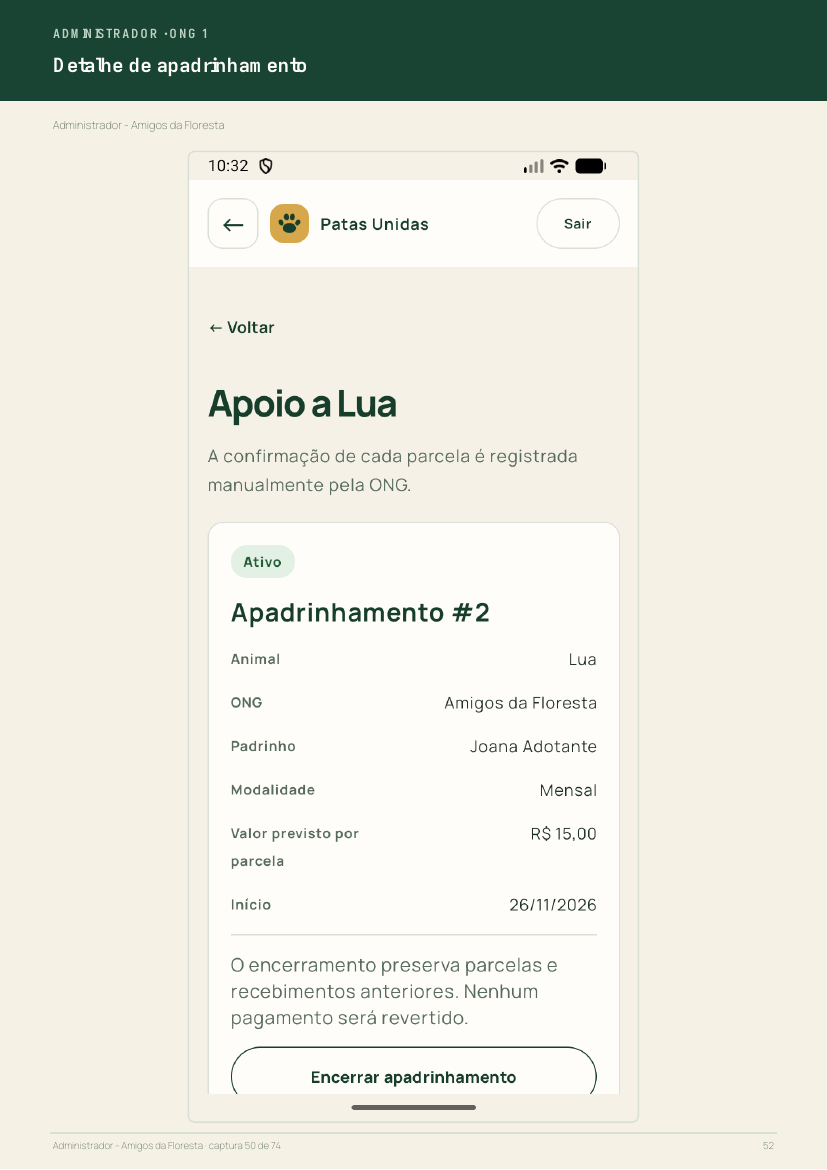 ADMINISTRADOR · ONG 1
Detalhe de apadrinhamento
Administrador - Amigos da Floresta
10:32
← Patas Unidas Sair
← Voltar
Apoio a Lua
A confirmação de cada parcela é registrada
manualmente pela ONG.
Ativo
Apadrinhamento #2
Animal Lua
ONG Amigos da Floresta
Padrinho Joana Adotante
Modalidade Mensal
Valor previsto por R$ 15,00
parcela
Início 26/11/2026
O encerramento preserva parcelas e
recebimentos anteriores. Nenhum
pagamento será revertido.
Encerrar apadrinhamento
Administrador - Amigos da Floresta · captura 50 de 74 52